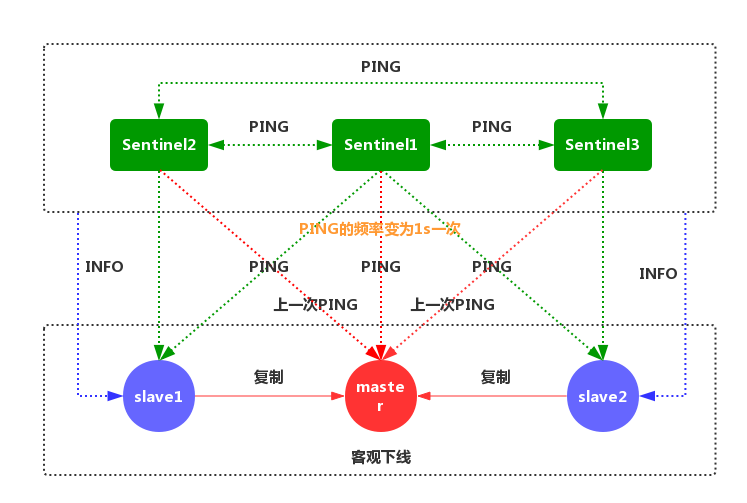 PING
PING
PING
Sentinel2
Sentinel1
Sentinel3
PING的频率变为1s一次
INFO
PING
PING
PING
INFO
上一次PING
上一次PING
复制
复制
slave1
maste
r
slave2
客观下线